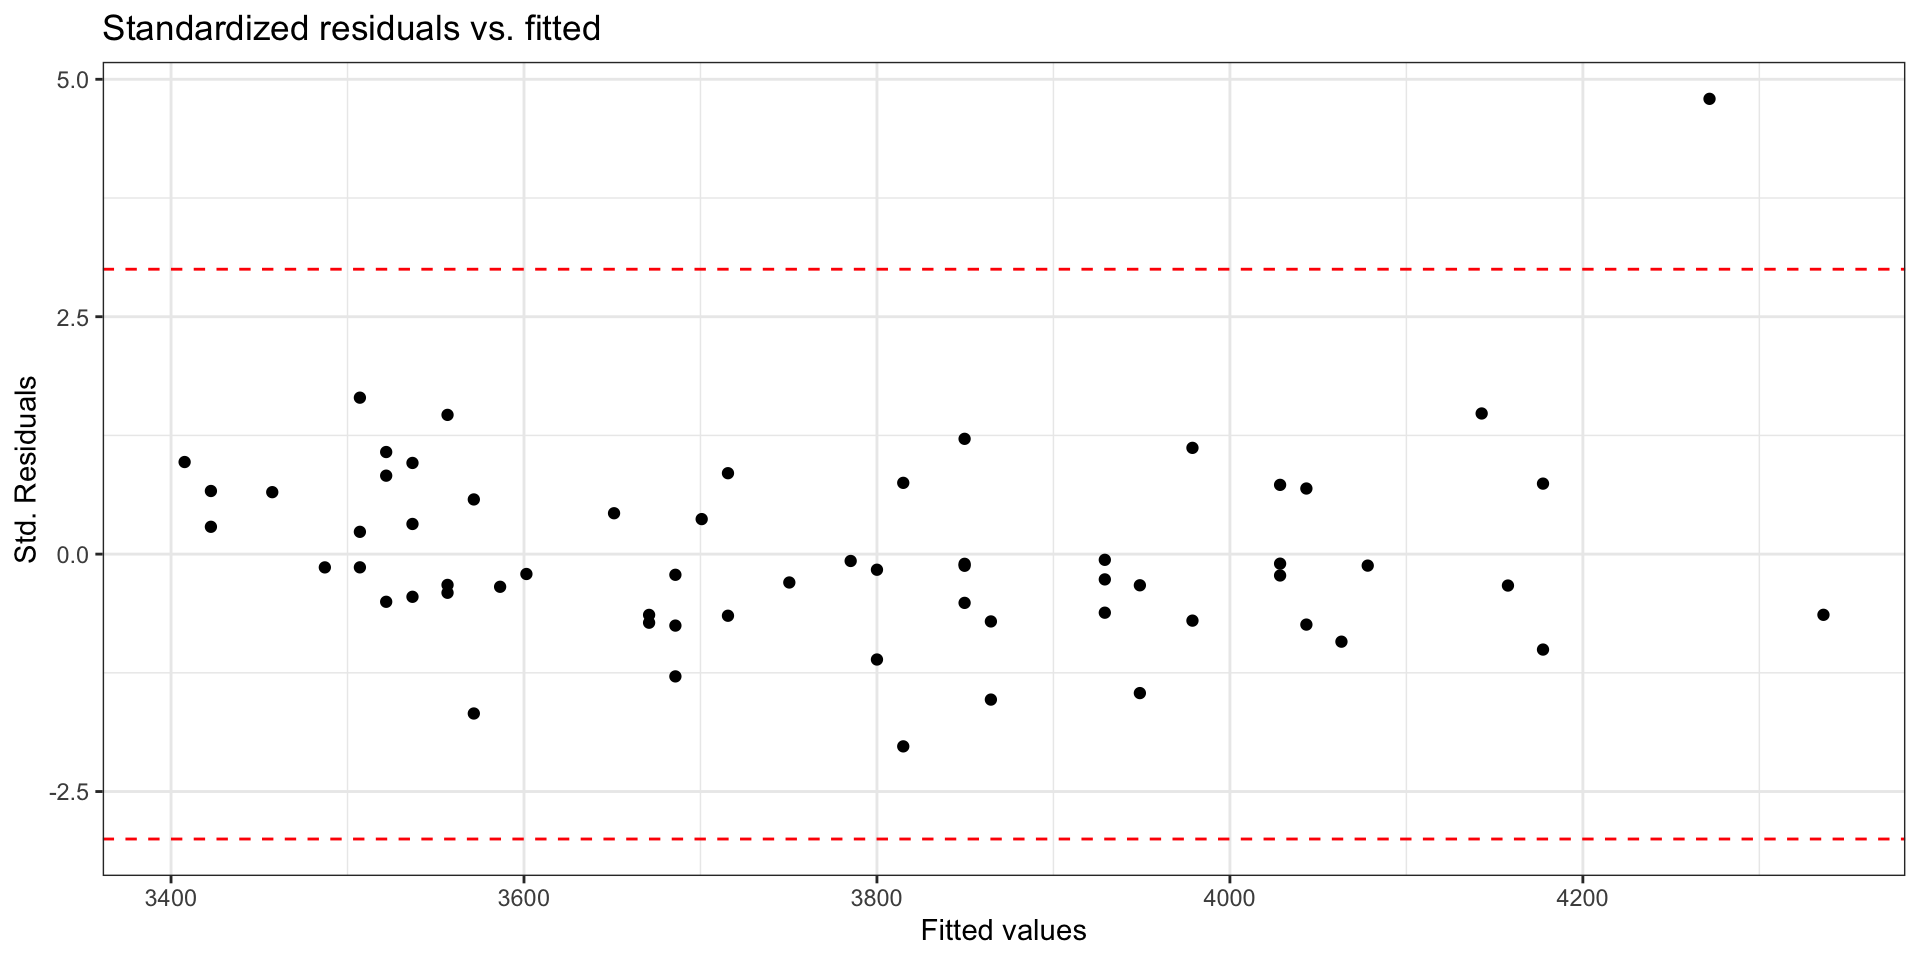 Standardized residuals vs. fitted
5.0
2.5
0.0
-2.5
Std. Residuals
3400 3600 3800 4000 4200
Fitted values